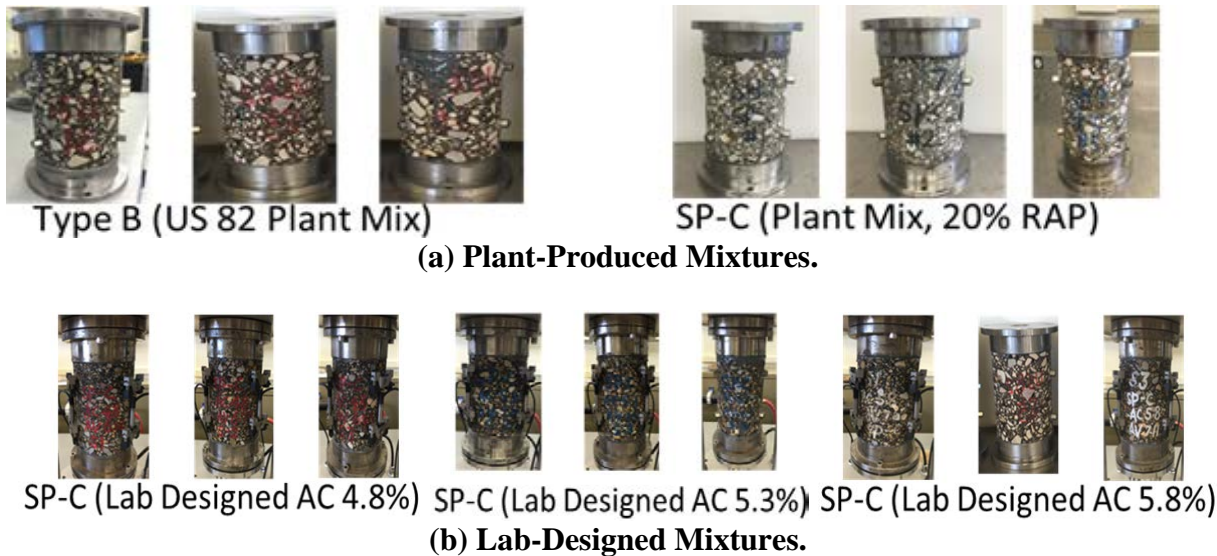 Type B (US 82 Plant Mix)
SP-C (Plant Mix, 20% RAP)
(a) Plant-Produced Mixtures.
SP-C (Lab Designed AC 4.8%)
SP-C (Lab Designed AC 5.3%)
SP-C (Lab Designed AC 5.8%)
(b) Lab-Designed Mixtures.